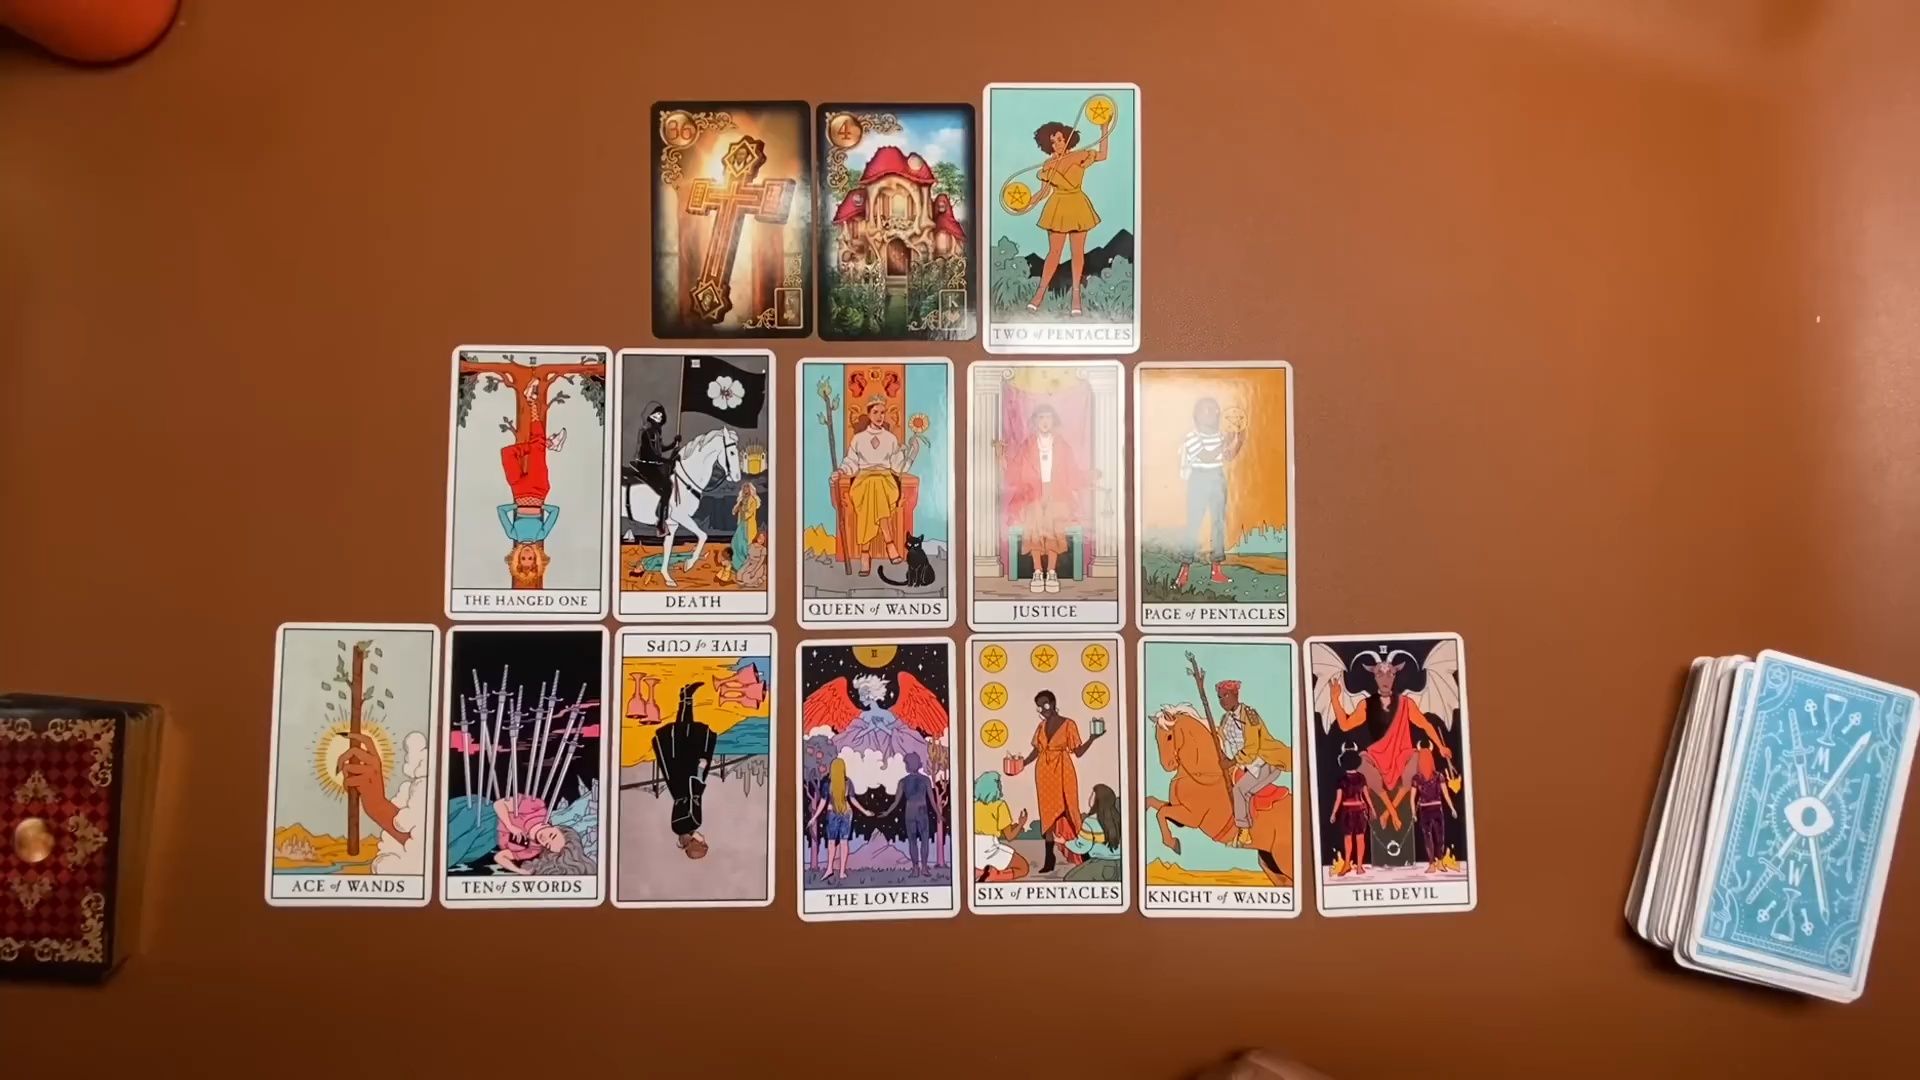 36
4
K
TWO of PENTACLES
THE HANGED ONE
DEATH
QUEEN of WANDS
JUSTICE
PAGE of PENTACLES
ACE of WANDS
TEN of SWORDS
FIVE of CUPS
THE LOVERS
SIX of PENTACLES
KNIGHT of WANDS
THE DEVIL
M
W